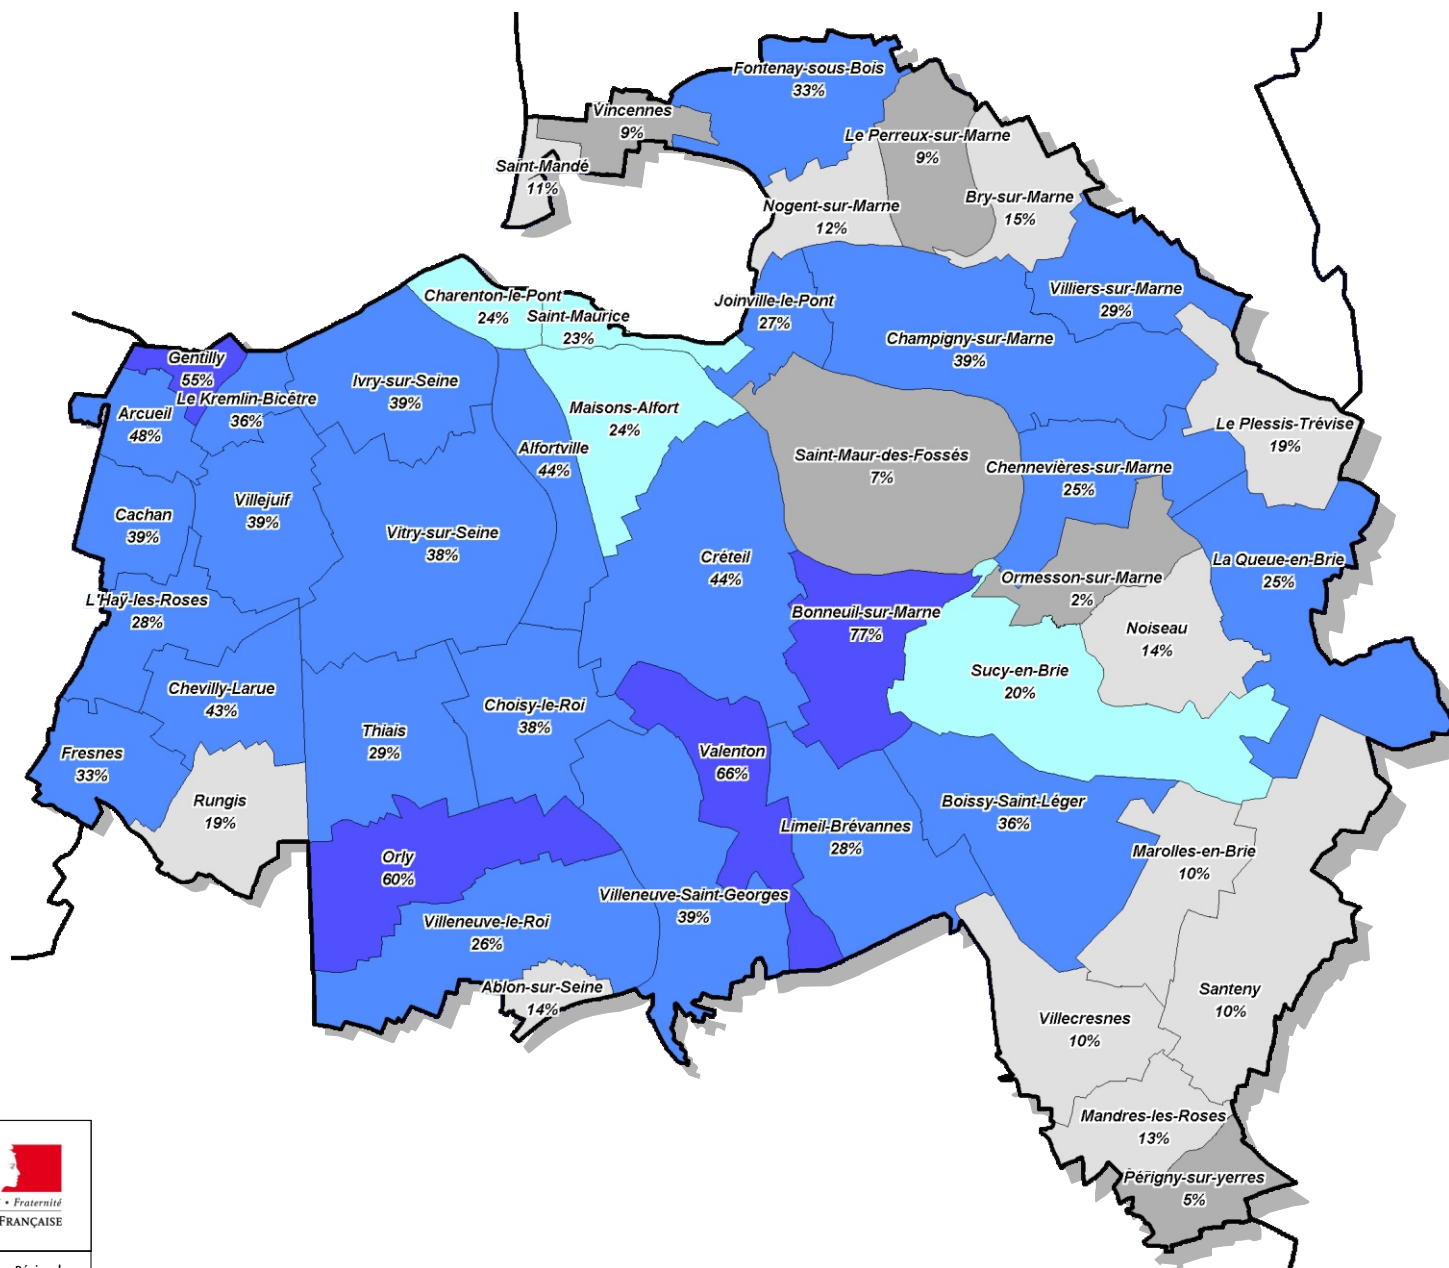 Fontenay-sous-Bois
33%
Vincennes
9%
Le Perreux-sur-Marne
9%
Saint-Mandé
11%
Bry-sur-Marne
15%
Nogent-sur-Marne
12%
Villiers-sur-Marne
29%
Charenton-le-Pont
24%
Saint-Maurice
23%
Joinville-le-Pont
27%
Champigny-sur-Marne
39%
Gentilly
55%
Le Kremlin-Bicêtre
36%
Ivry-sur-Seine
39%
Arcueil
48%
Maisons-Alfort
24%
Le Plessis-Trévise
19%
Alfortville
44%
Saint-Maur-des-Fossés
7%
Chennevières-sur-Marne
25%
Cachan
39%
Villejuif
39%
Vitry-sur-Seine
38%
Créteil
44%
La Queue-en-Brie
25%
Ormesson-sur-Marne
2%
L'Haÿ-les-Roses
28%
Bonneuil-sur-Marne
77%
Noiseau
14%
Sucy-en-Brie
20%
Chevilly-Larue
43%
Choisy-le-Roi
38%
Thiais
29%
Fresnes
33%
Valenton
66%
Rungis
19%
Boissy-Saint-Léger
36%
Limeil-Brévannes
28%
Marolles-en-Brie
10%
Orly
60%
Villeneuve-Saint-Georges
39%
Villeneuve-le-Roi
26%
Ablon-sur-Seine
14%
Santeny
10%
Villecresnes
10%
Mandres-les-Roses
13%
Périgny-sur-yerres
5%
• Fraternité
FRANÇAISE